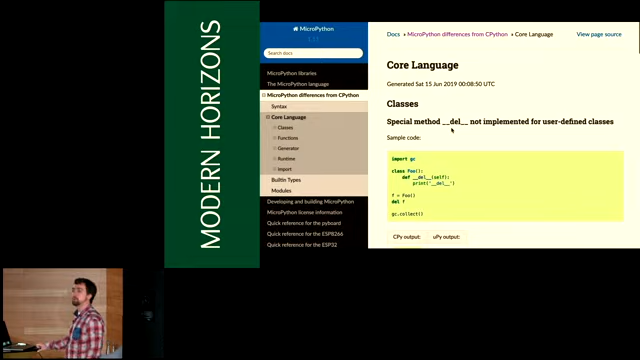 MODERN HORIZONS
MicroPython
Search docs
MicroPython libraries
The MicroPython language
MicroPython differences from CPython
Syntax
Core Language
Classes
Functions
Generator
Runtime
import
Builtin Types
Modules
Developing and building MicroPython
MicroPython license information
Quick reference for the pyboard
Quick reference for the ESP8266
Quick reference for the ESP32
Docs › MicroPython differences from CPython › Core Language
View page source
Core Language
Generated Sat 15 Jun 2019 00:08:50 UTC
Classes
Special method __del__ not implemented for user-defined classes
Sample code:
import gc
class Foo():
def __del__(self):
print("__del__")
f = Foo()
del f
gc.collect()
CPy output:
uPy output: